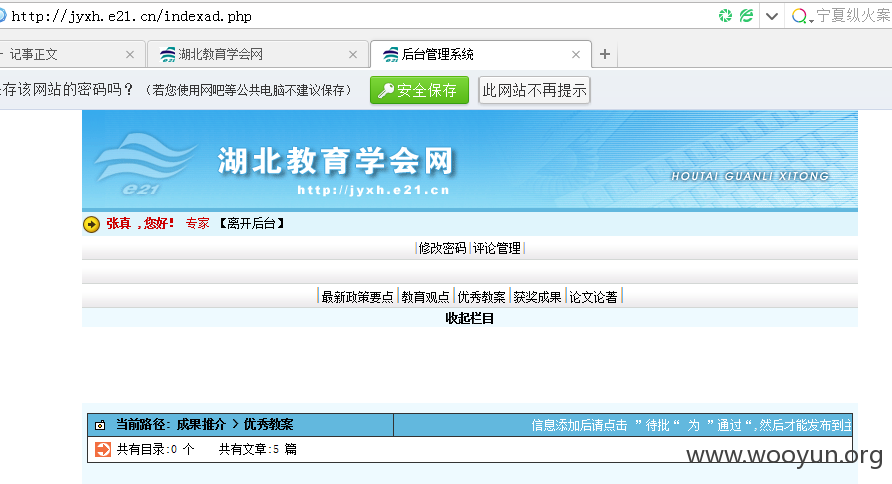 http://jyxh.e21.cn/indexad.php 宁夏纵火案
记事正文 × 湖北教育学会网 × 后台管理系统 × +
存该网站的密码吗？ （若您使用网吧等公共电脑不建议保存） 安全保存 此网站不再提示
湖北教育学会网
http://jyxh.e21.cn
e21
HOUTAI GUANLI XITONG
张真 ,您好! 专家 【离开后台】
|修改密码|评论管理|
|最新政策要点|教育观点|优秀教案|获奖成果|论文论著|
收起栏目
当前路径: 成果推介 > 优秀教案 信息添加后请点击 ”待批“ 为 ”通过“,然后才能发布到主
共有目录:0 个 共有文章:5 篇
www.wooyun.org